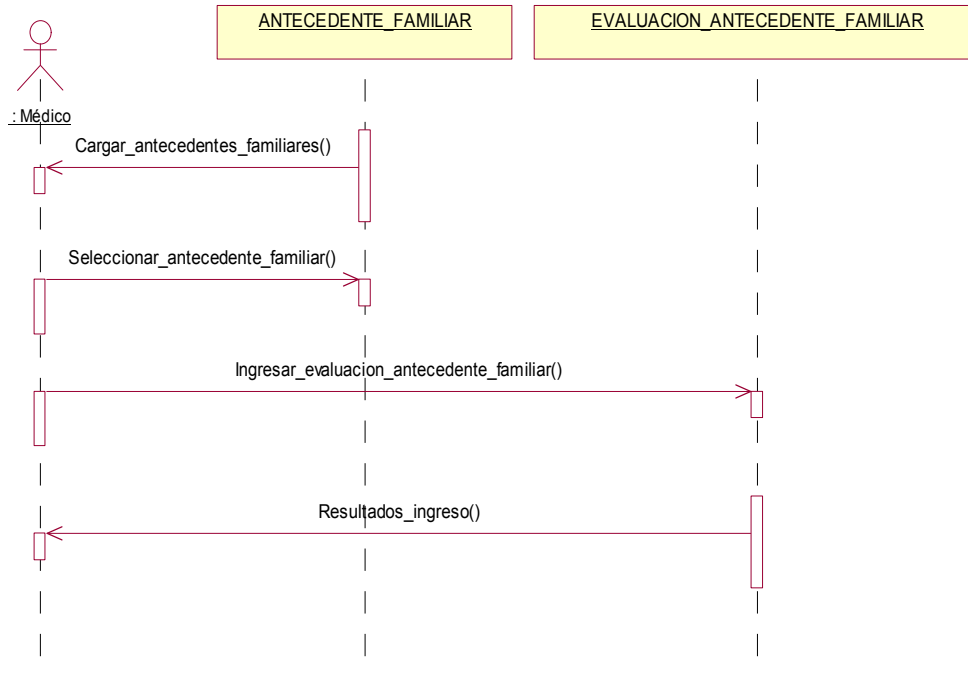 ANTECEDENTE_FAMILIAR
EVALUACION_ANTECEDENTE_FAMILIAR
: Médico
Cargar_antecedentes_familiares()
Seleccionar_antecedente_familiar()
Ingresar_evaluacion_antecedente_familiar()
Resultados_ingreso()